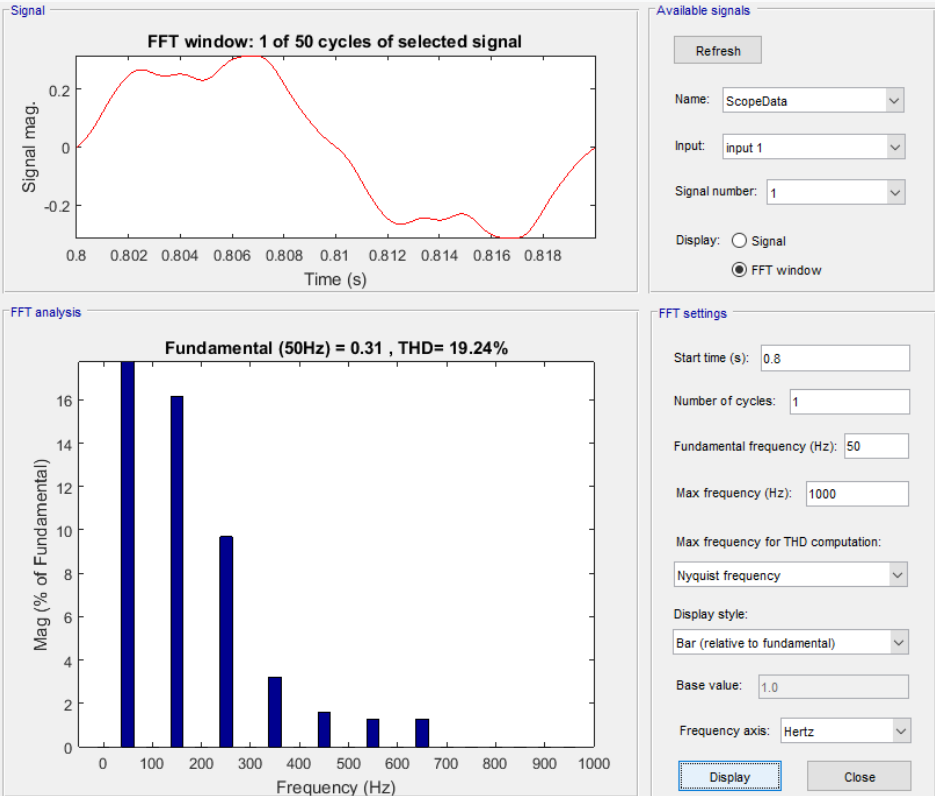 Signal
FFT window: 1 of 50 cycles of selected signal
Signal mag.
0.2
0
-0.2
0.8 0.802 0.804 0.806 0.808 0.81 0.812 0.814 0.816 0.818
Time (s)
Available signals
Refresh
Name: ScopeData
Input: input 1
Signal number: 1
Display: Signal
FFT window
FFT analysis
Fundamental (50Hz) = 0.31 , THD= 19.24%
Mag (% of Fundamental)
16
14
12
10
8
6
4
2
0
0 100 200 300 400 500 600 700 800 900 1000
Frequency (Hz)
FFT settings
Start time (s): 0.8
Number of cycles: 1
Fundamental frequency (Hz): 50
Max frequency (Hz): 1000
Max frequency for THD computation:
Nyquist frequency
Display style:
Bar (relative to fundamental)
Base value: 1.0
Frequency axis: Hertz
Display Close